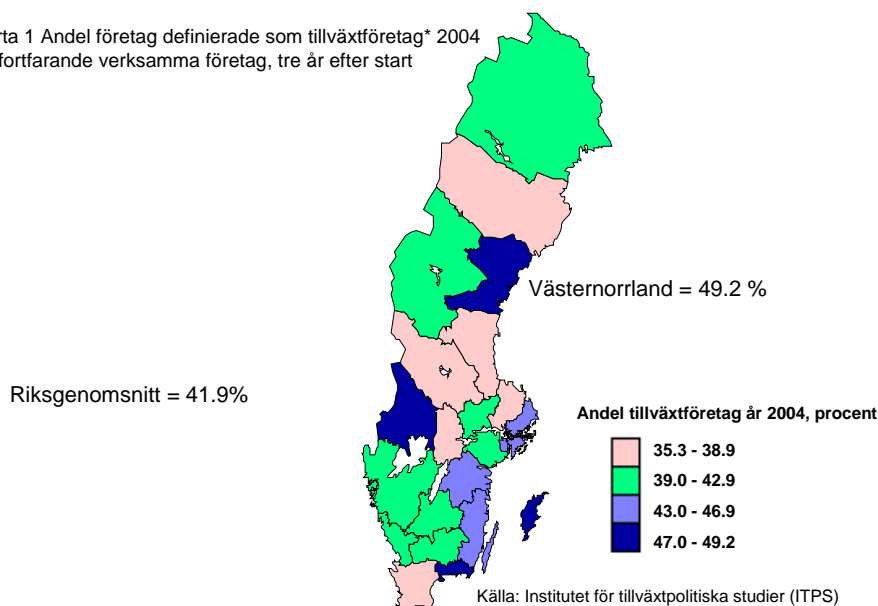 rta 1 Andel företag definierade som tillväxtföretag* 2004
fortfarande verksamma företag, tre år efter start
Västernorrland = 49.2 %
Riksgenomsnitt = 41.9%
Andel tillväxtföretag år 2004, procent
35.3 - 38.9
39.0 - 42.9
43.0 - 46.9
47.0 - 49.2
Källa: Institutet för tillväxtpolitiska studier (ITPS)